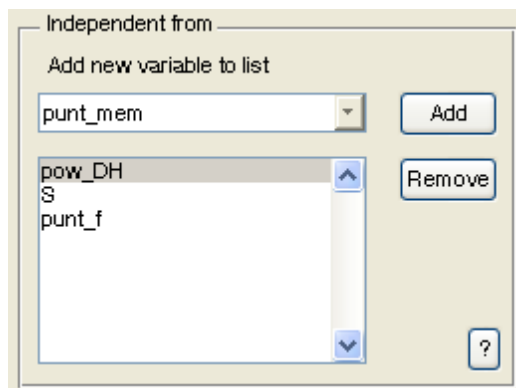 Independent from
Add new variable to list
punt_mem
Add
pow_DH
Remove
S
punt_f
?